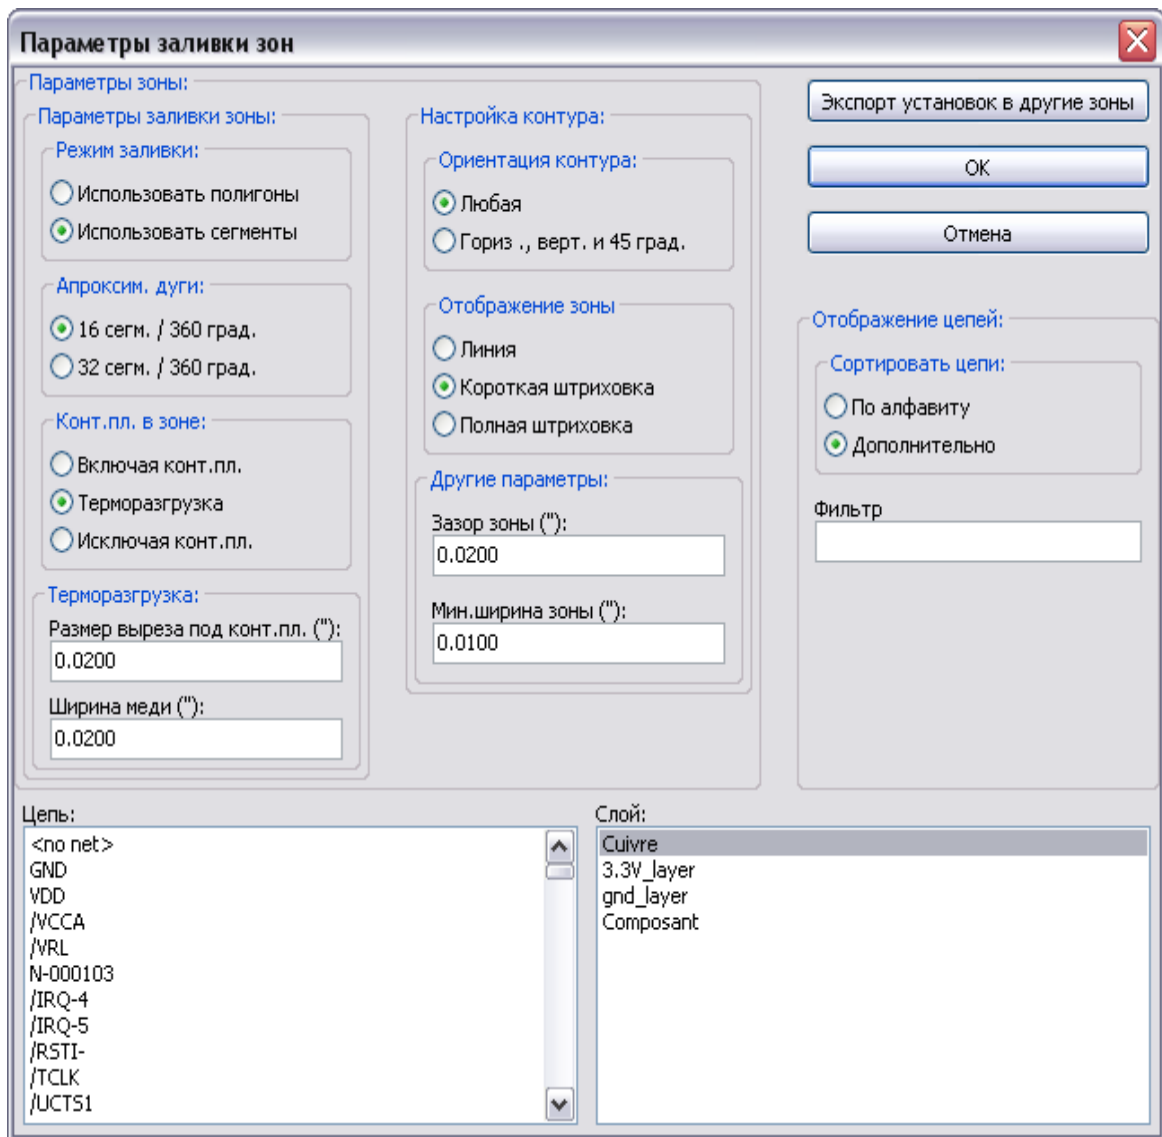 Параметры заливки зон
Параметры зоны:
Параметры заливки зоны:
Режим заливки:
Использовать полигоны
Использовать сегменты
Апроксим. дуги:
16 сегм. / 360 град.
32 сегм. / 360 град.
Конт.пл. в зоне:
Включая конт.пл.
Терморазгрузка
Исключая конт.пл.
Терморазгрузка:
Размер выреза под конт.пл. ("):
0.0200
Ширина меди ("):
0.0200
Настройка контура:
Ориентация контура:
Любая
Гориз ., верт. и 45 град.
Отображение зоны
Линия
Короткая штриховка
Полная штриховка
Другие параметры:
Зазор зоны ("):
0.0200
Мин.ширина зоны ("):
0.0100
Экспорт установок в другие зоны
OK
Отмена
Отображение цепей:
Сортировать цепи:
По алфавиту
Дополнительно
Фильтр
Цепь:
<no net>
GND
VDD
/VCCA
/VRL
N-000103
/IRQ-4
/IRQ-5
/RSTI-
/TCLK
/UCTS1
Слой:
Cuivre
3.3V_layer
gnd_layer
Composant